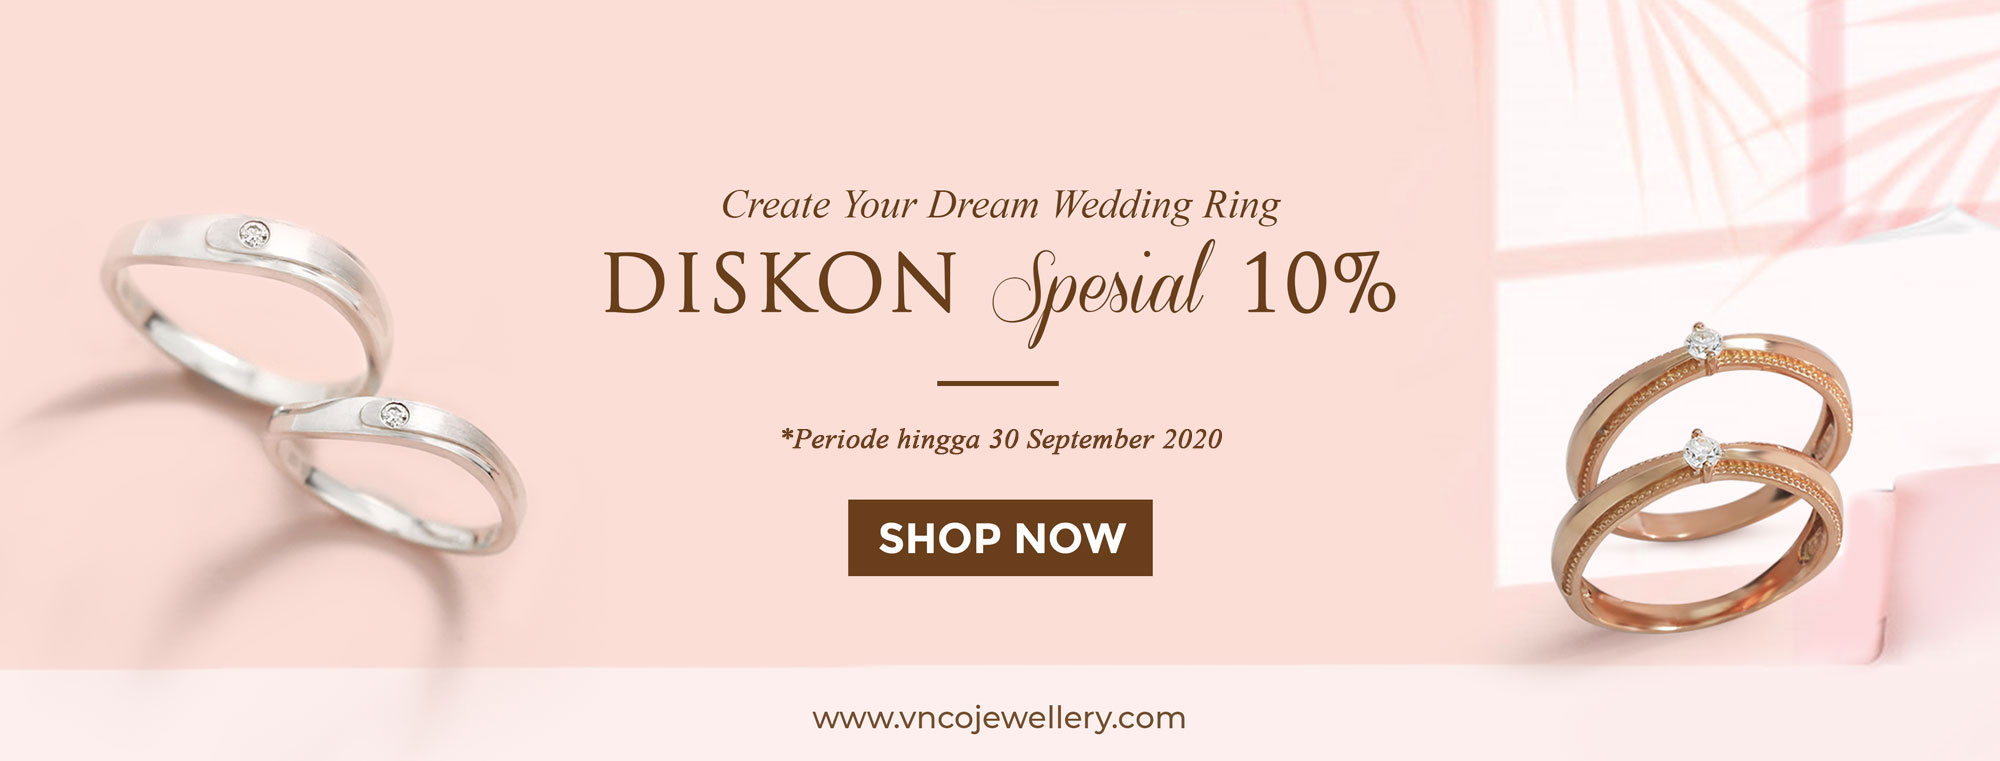 Create Your Dream Wedding Ring
DISKON Spesial 10%
*Periode hingga 30 September 2020
SHOP NOW
www.vncojewellery.com